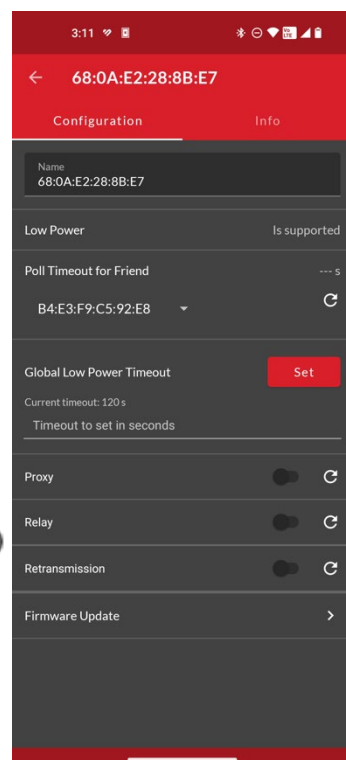 3:11
68:0A:E2:28:8B:E7
Configuration Info
Name
68:0A:E2:28:8B:E7
Low Power Is supported
Poll Timeout for Friend --- s
B4:E3:F9:C5:92:E8
Global Low Power Timeout Set
Current timeout: 120 s
Timeout to set in seconds
Proxy
Relay
Retransmission
Firmware Update